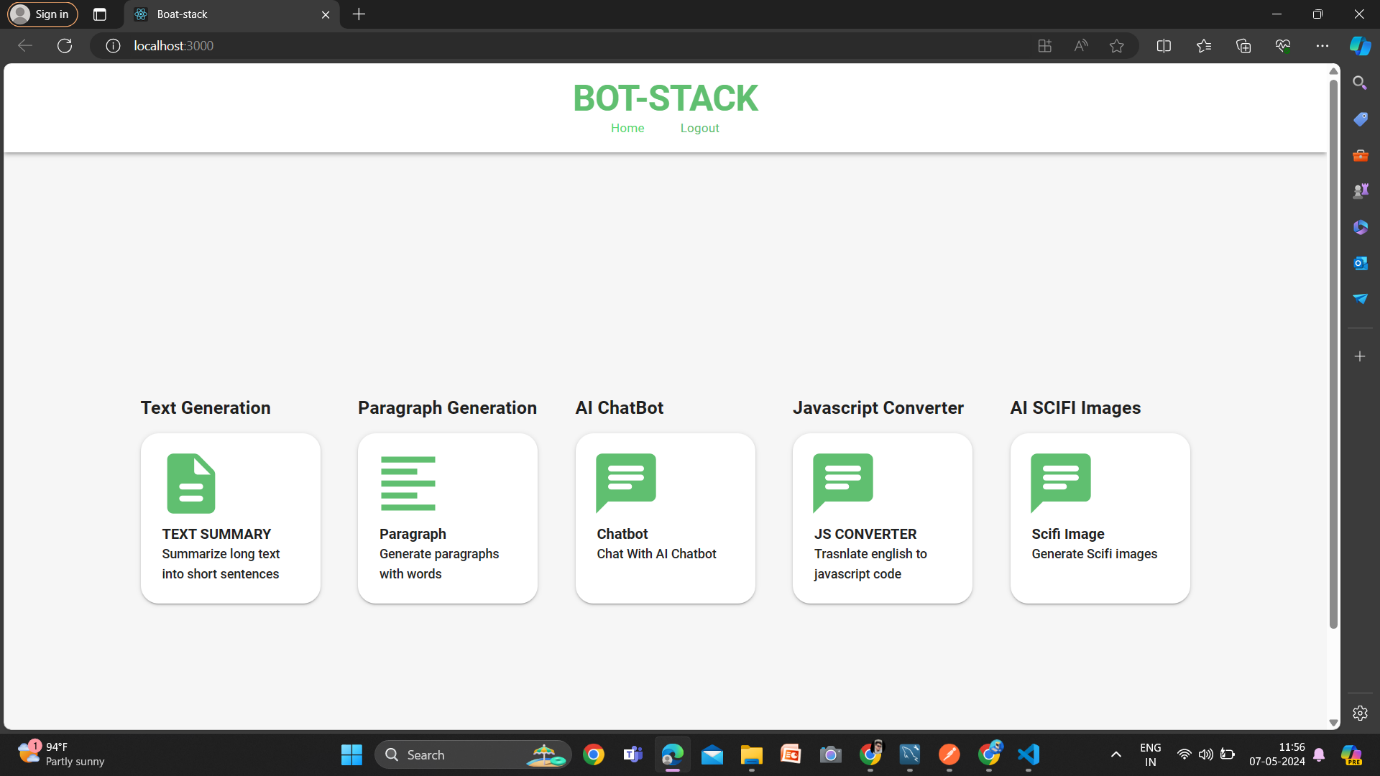 Sign in
Boat-stack
localhost:3000
BOT-STACK
Home Logout
Text Generation Paragraph Generation AI ChatBot Javascript Converter AI SCIFI Images
TEXT SUMMARY
Summarize long text
into short sentences
Paragraph
Generate paragraphs
with words
Chatbot
Chat With AI Chatbot
JS CONVERTER
Trasnlate english to
javascript code
Scifi Image
Generate Scifi images
1
94°F
Partly sunny
Search
ENG
IN
11:56
07-05-2024
PRE